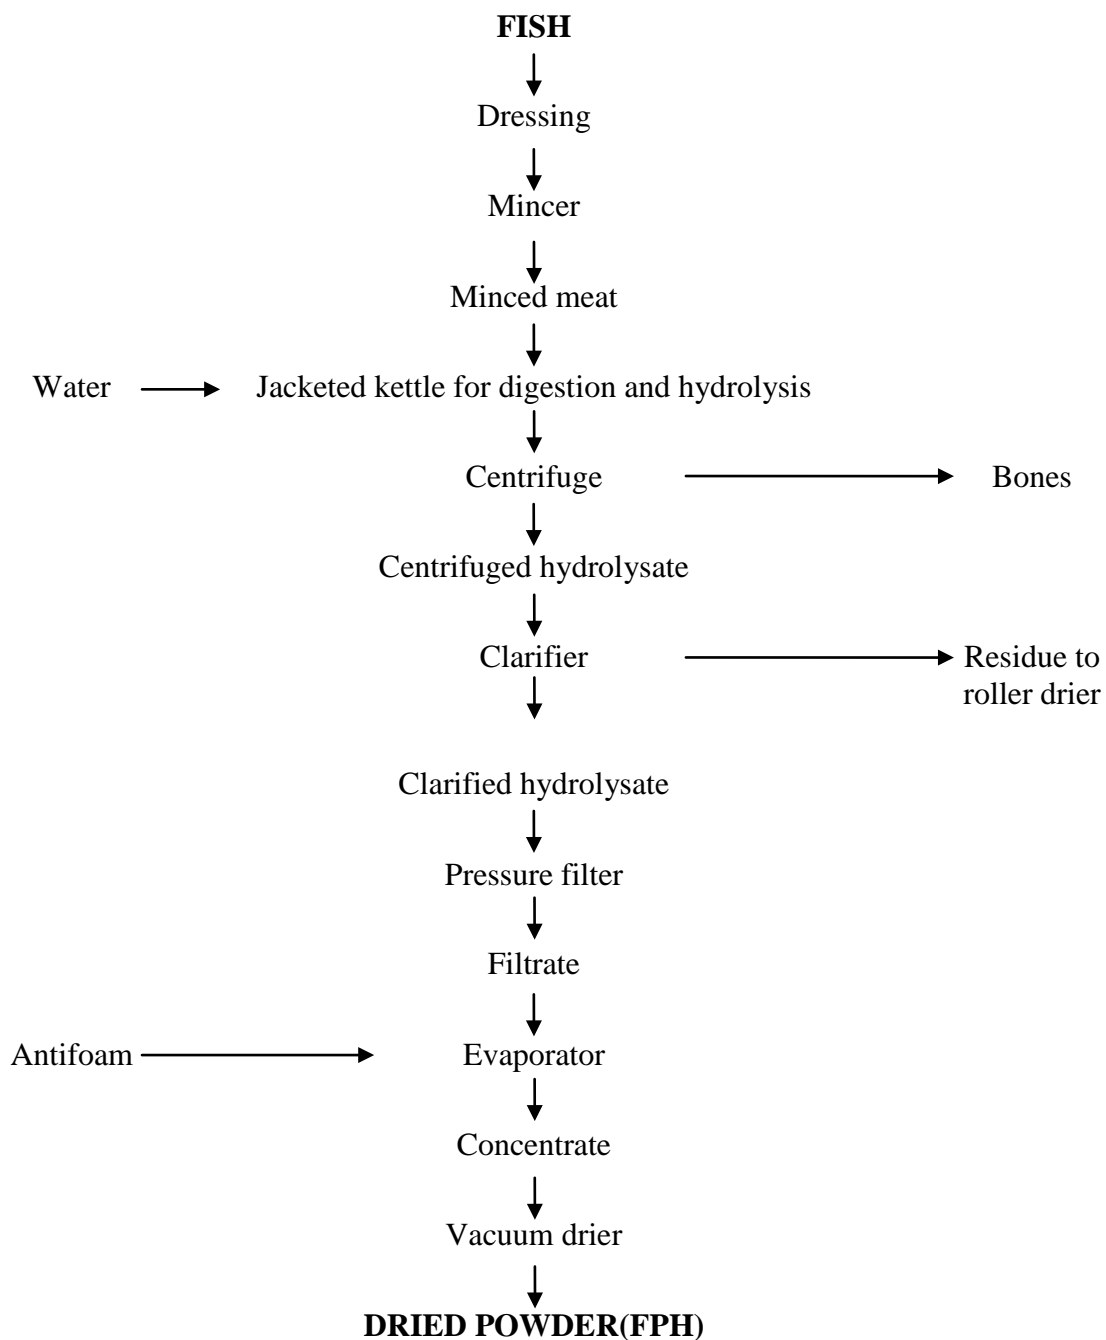 FISH
Dressing
Mincer
Minced meat
Water
Jacketed kettle for digestion and hydrolysis
Centrifuge
Bones
Centrifuged hydrolysate
Clarifier
Residue to
roller drier
Clarified hydrolysate
Pressure filter
Filtrate
Antifoam
Evaporator
Concentrate
Vacuum drier
DRIED POWDER(FPH)